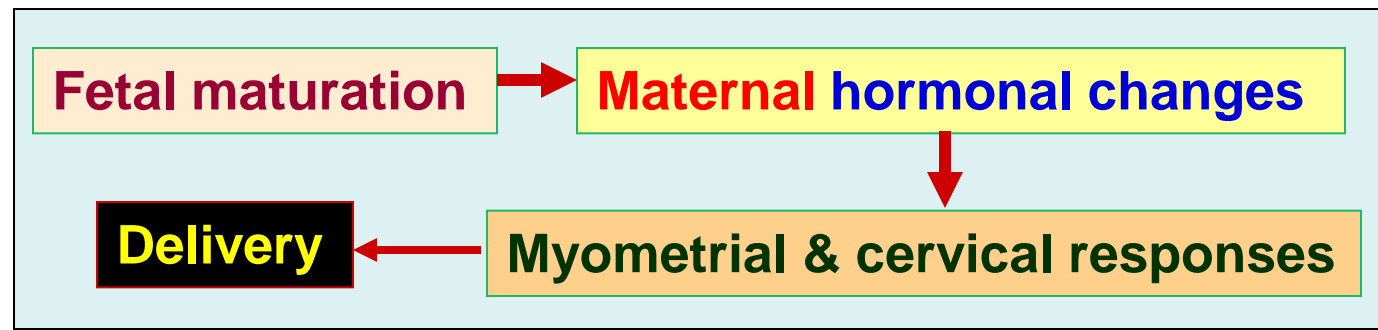 Fetal maturation
Maternal hormonal changes
Myometrial & cervical responses
Delivery